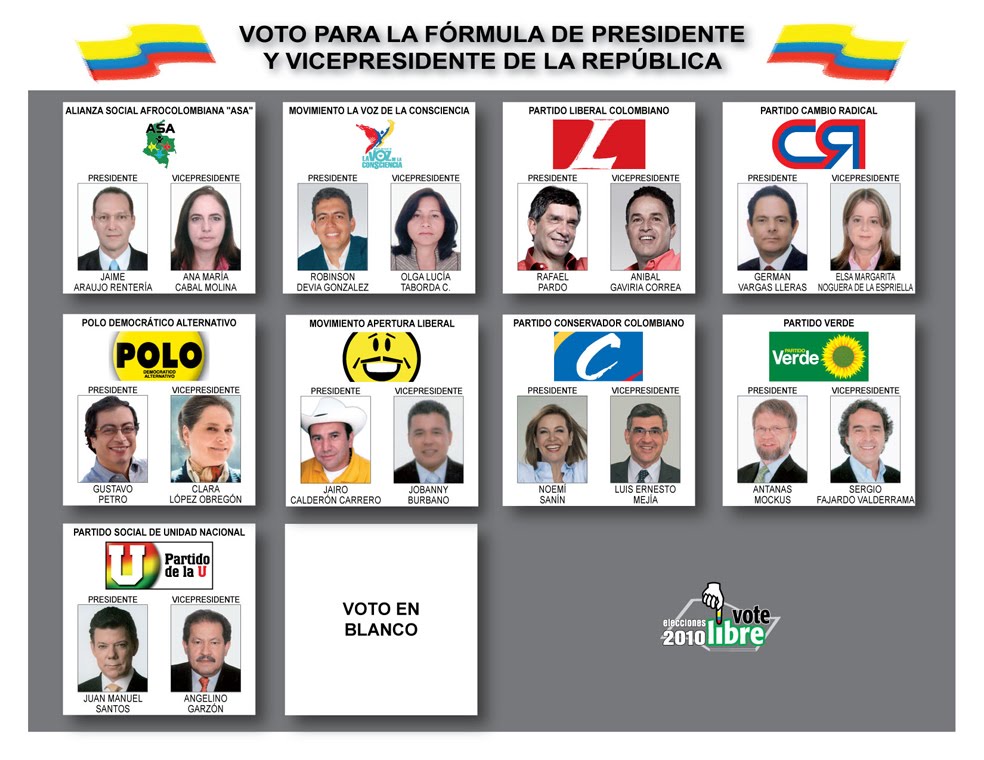 VOTO PARA LA FÓRMULA DE PRESIDENTE
Y VICEPRESIDENTE DE LA REPÚBLICA
ALIANZA SOCIAL AFROCOLOMBIANA "ASA"
ASA
PRESIDENTE
VICEPRESIDENTE
JAIME
ARAUJO RENTERÍA
ANA MARÍA
CABAL MOLINA
MOVIMIENTO LA VOZ DE LA CONSCIENCIA
LA VOZ DE LA
CONSCIENCIA
PRESIDENTE
VICEPRESIDENTE
ROBINSON
DEVIA GONZALEZ
OLGA LUCÍA
TABORDA C.
PARTIDO LIBERAL COLOMBIANO
L
PRESIDENTE
VICEPRESIDENTE
RAFAEL
PARDO
ANIBAL
GAVIRIA CORREA
PARTIDO CAMBIO RADICAL
CR
PRESIDENTE
VICEPRESIDENTE
GERMAN
VARGAS LLERAS
ELSA MARGARITA
NOGUERA DE LA ESPRIELLA
POLO DEMOCRÁTICO ALTERNATIVO
POLO
DEMOCRÁTICO
ALTERNATIVO
PRESIDENTE
VICEPRESIDENTE
GUSTAVO
PETRO
CLARA
LÓPEZ OBREGÓN
MOVIMIENTO APERTURA LIBERAL
PRESIDENTE
VICEPRESIDENTE
JAIRO
CALDERÓN CARRERO
JOBANNY
BURBANO
PARTIDO CONSERVADOR COLOMBIANO
C
PRESIDENTE
VICEPRESIDENTE
NOEMÍ
SANÍN
LUIS ERNESTO
MEJÍA
PARTIDO VERDE
PARTIDO
Verde
PRESIDENTE
VICEPRESIDENTE
ANTANAS
MOCKUS
SERGIO
FAJARDO VALDERRAMA
PARTIDO SOCIAL DE UNIDAD NACIONAL
U
Partido
de la U
PRESIDENTE
VICEPRESIDENTE
JUAN MANUEL
SANTOS
ANGELINO
GARZÓN
VOTO EN
BLANCO
elecciones
2010
vote
libre